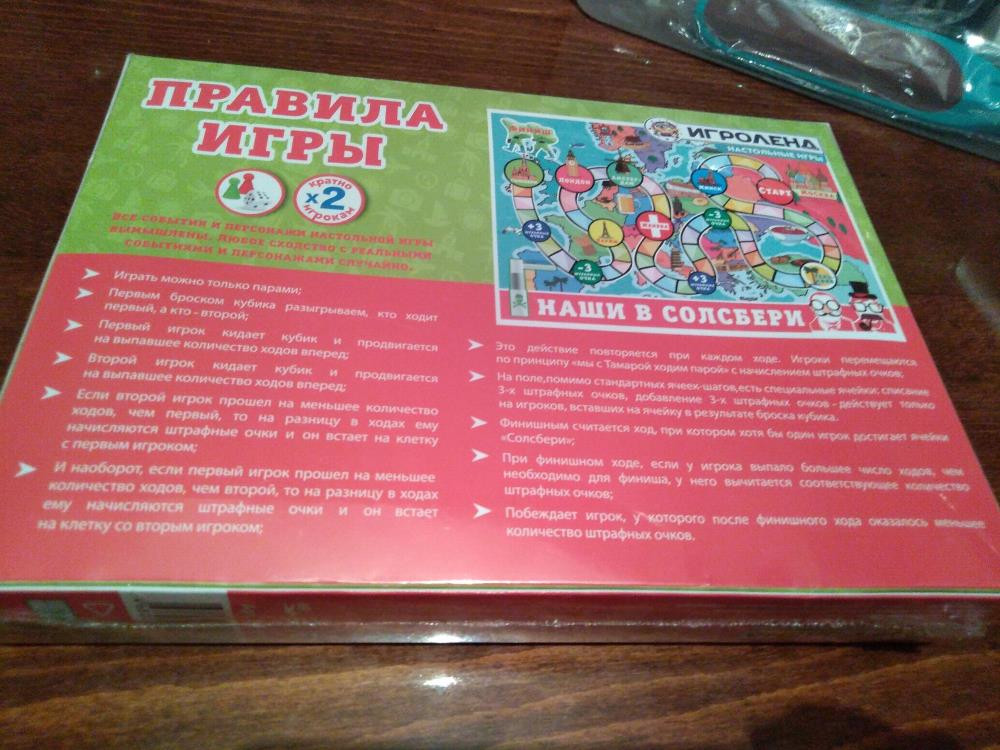 ПРАВИЛА
ИГРЫ
кратно
x2
игрокам
ВСЕ СОБЫТИЯ И ПЕРСОНАЖИ НАСТОЛЬНОЙ ИГРЫ
ВЫМЫШЛЕНЫ. ЛЮБОЕ СХОДСТВО С РЕАЛЬНЫМИ
СОБЫТИЯМИ И ПЕРСОНАЖАМИ СЛУЧАЙНО.
Играть можно только парами;
Первым броском кубика разыгрываем, кто ходит
первый, а кто - второй;
Первый игрок кидает кубик и продвигается
на выпавшее количество ходов вперед;
Второй игрок кидает кубик и продвигается
на выпавшее количество ходов вперед;
Если второй игрок прошел на меньшее количество
ходов, чем первый, то на разницу в ходах ему
начисляются штрафные очки и он встает на клетку
с первым игроком;
И наоборот, если первый игрок прошел на меньшее
количество ходов, чем второй, то на разницу в ходах
ему начисляются штрафные очки и он встает
на клетку со вторым игроком;
ИГРОЛЕНД
НАСТОЛЬНЫЕ ИГРЫ
ФИНИШ
ЛОНДОН
МИНСК
СТАРТ
МОСКВА
+3
-3
ЖЕНЕВА
-3
+3
НАШИ В СОЛСБЕРИ
Это действие повторяется при каждом ходе. Игроки перемещаются
по принципу «мы с Тамарой ходим парой» с начислением штрафных очков;
На поле,помимо стандартных ячеек-шагов,есть специальные ячейки: списание
3-х штрафных очков, добавление 3-х штрафных очков - действует только
на игроков, вставших на ячейку в результате броска кубика.
Финишным считается ход, при котором хотя бы один игрок достигает ячейки
«Солсбери»;
При финишном ходе, если у игрока выпало большее число ходов, чем
необходимо для финиша, у него вычитается соответствующее количество
штрафных очков;
Побеждает игрок, у которого после финишного хода оказалось меньшее
количество штрафных очков.